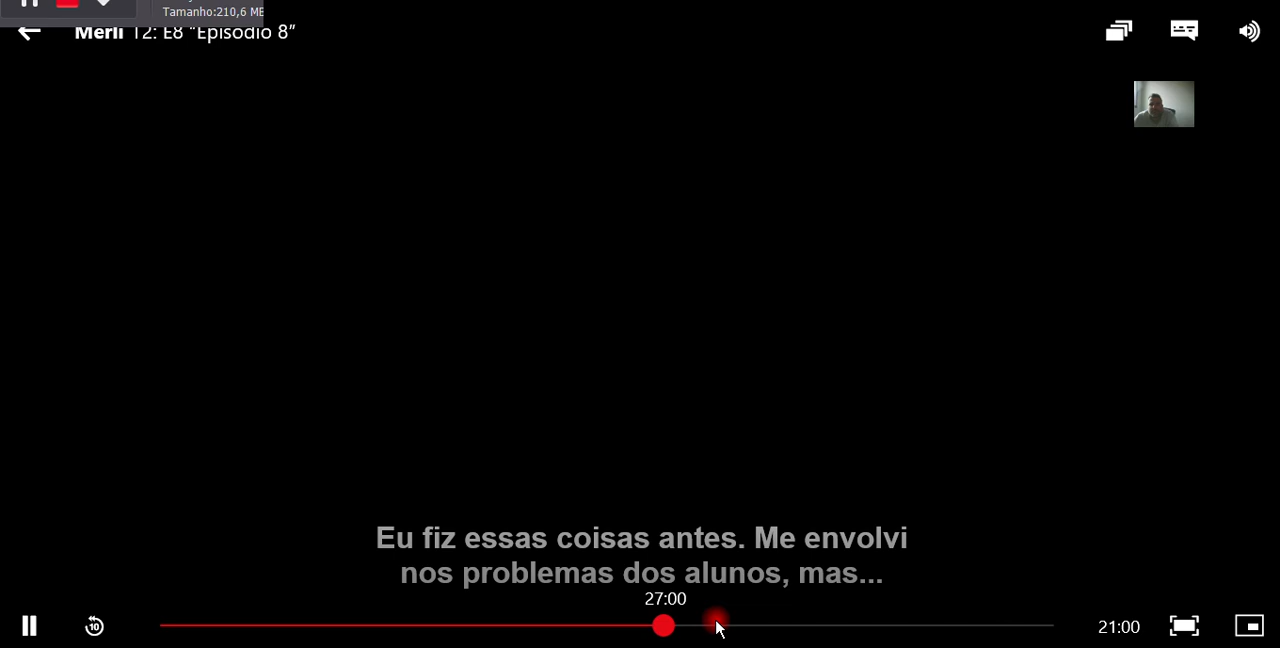 Tamanho:210,6 MB
Merlí T2: E8 “Episódio 8”
10
Eu fiz essas coisas antes. Me envolvi
nos problemas dos alunos, mas...
27:00
21:00